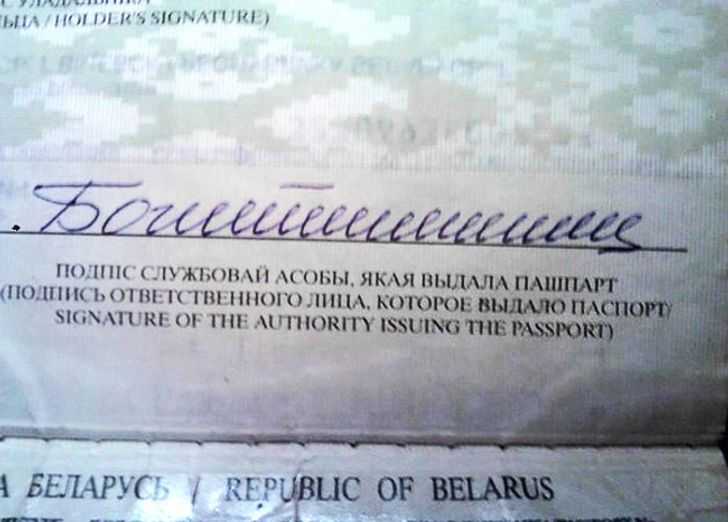 / HOLDER'S SIGNATURE)
ПОДПІС СЛУЖБОВАЙ АСОБЫ, ЯКАЯ ВЫДАЛА ПАШПАРТ
(ПОДПИСЬ ОТВЕТСТВЕННОГО ЛИЦА, КОТОРОЕ ВЫДАЛО ПАСПОРТ/
SIGNATURE OF THE AUTHORITY ISSUING THE PASSPORT)
БЕЛАРУСЬ / REPUBLIC OF BELARUS